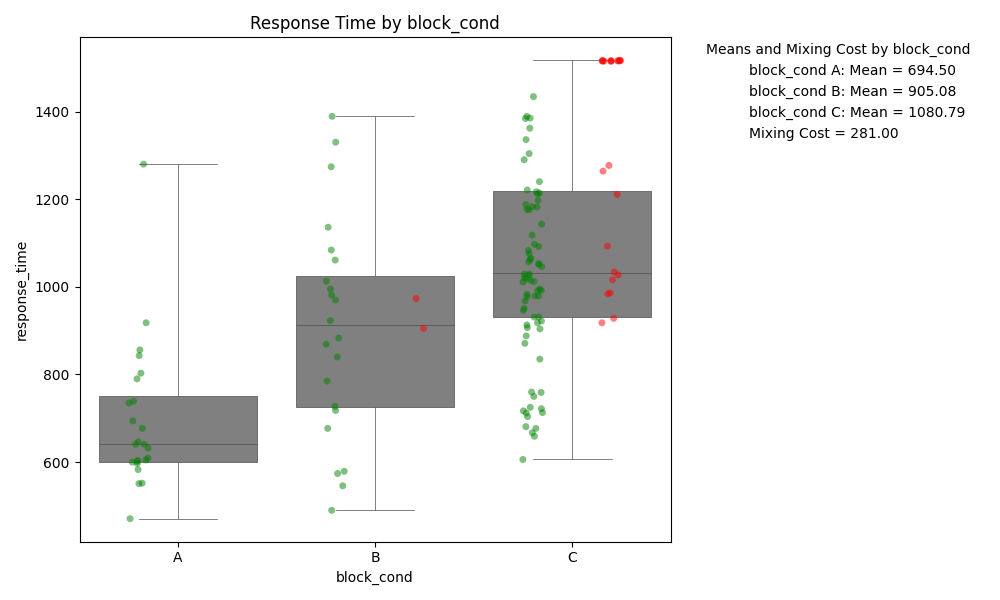 Response Time by block_cond
Means and Mixing Cost by block_cond
block_cond A: Mean = 694.50
block_cond B: Mean = 905.08
block_cond C: Mean = 1080.79
Mixing Cost = 281.00
response_time
1400
1200
1000
800
600
A B C
block_cond